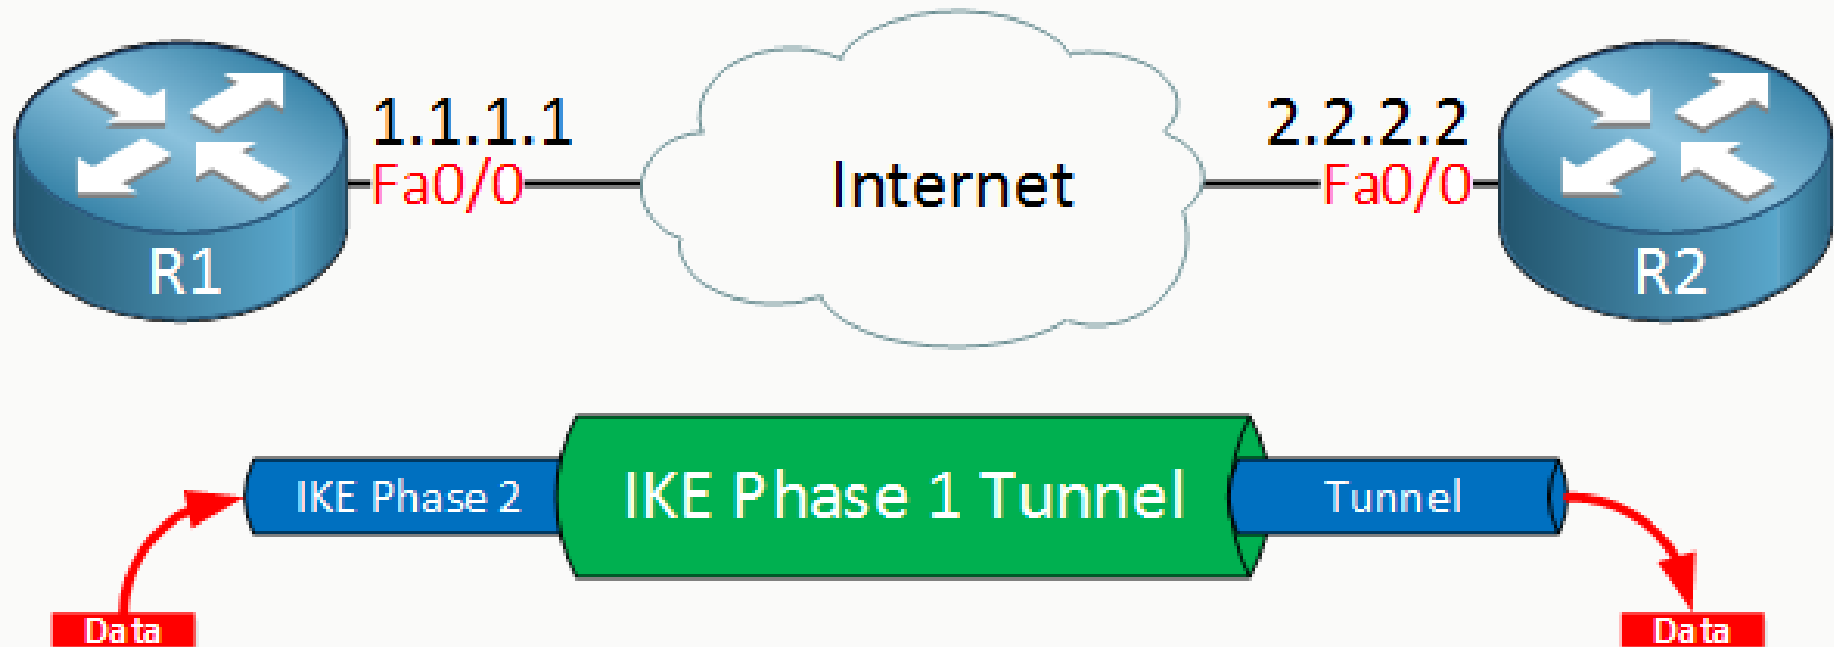 1.1.1.1
Fa0/0
R1
Internet
2.2.2.2
Fa0/0
R2
IKE Phase 2
IKE Phase 1 Tunnel
Tunnel
Data
Data